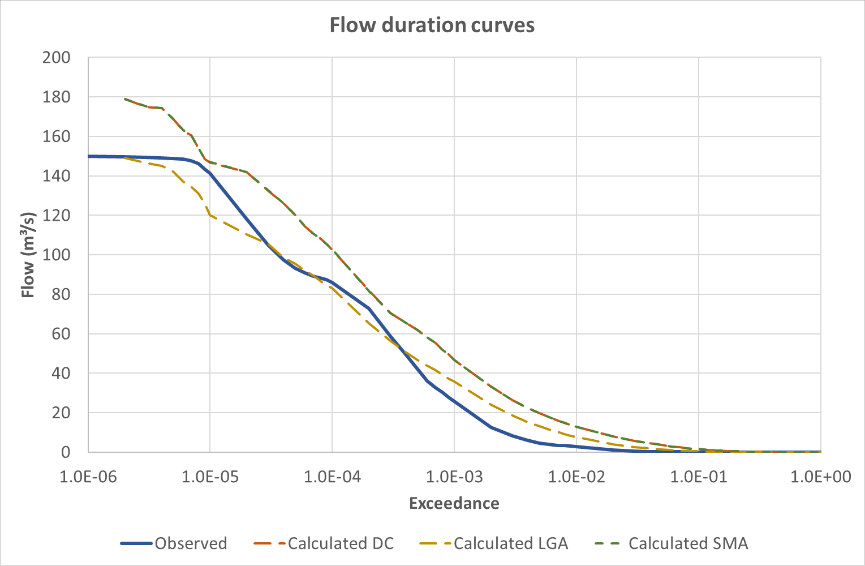 Flow duration curves
200
180
160
140
120
100
80
60
40
20
0
Flow (m³/s)
1.0E-06 1.0E-05 1.0E-04 1.0E-03 1.0E-02 1.0E-01 1.0E+00
Exceedance
Observed Calculated DC Calculated LGA Calculated SMA